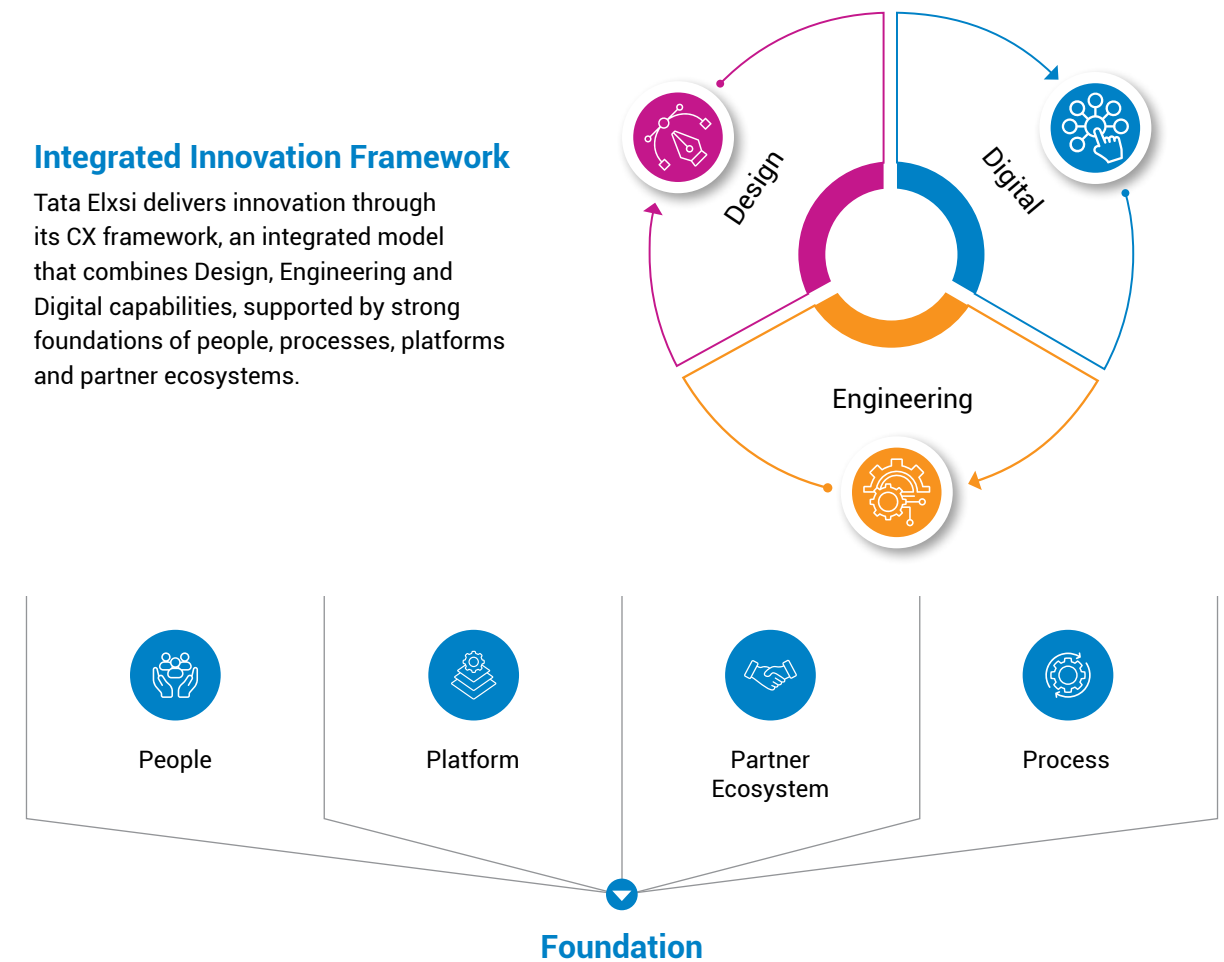 Integrated Innovation Framework
Tata Elxsi delivers innovation through
its CX framework, an integrated model
that combines Design, Engineering and
Digital capabilities, supported by strong
foundations of people, processes, platforms
and partner ecosystems.
Design
Digital
Engineering
People
Platform
Partner
Ecosystem
Process
Foundation